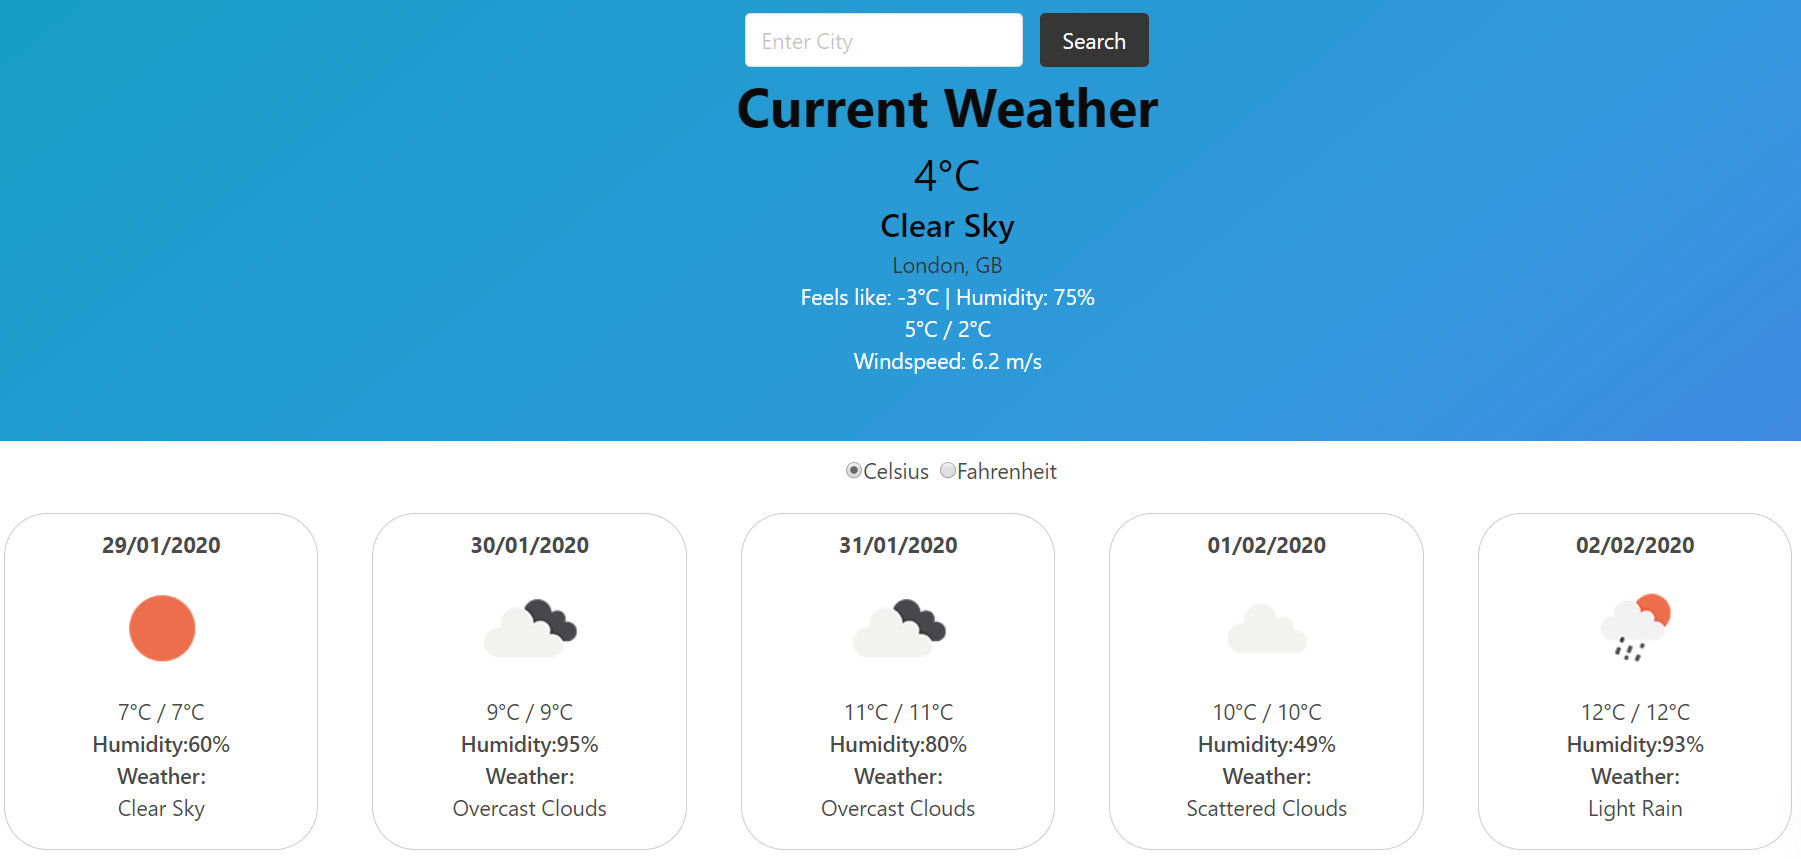 Enter City Search
Current Weather
4°C
Clear Sky
London, GB
Feels like: -3°C | Humidity: 75%
5°C / 2°C
Windspeed: 6.2 m/s
Celsius Fahrenheit
29/01/2020
7°C / 7°C
Humidity:60%
Weather:
Clear Sky
30/01/2020
9°C / 9°C
Humidity:95%
Weather:
Overcast Clouds
31/01/2020
11°C / 11°C
Humidity:80%
Weather:
Overcast Clouds
01/02/2020
10°C / 10°C
Humidity:49%
Weather:
Scattered Clouds
02/02/2020
12°C / 12°C
Humidity:93%
Weather:
Light Rain